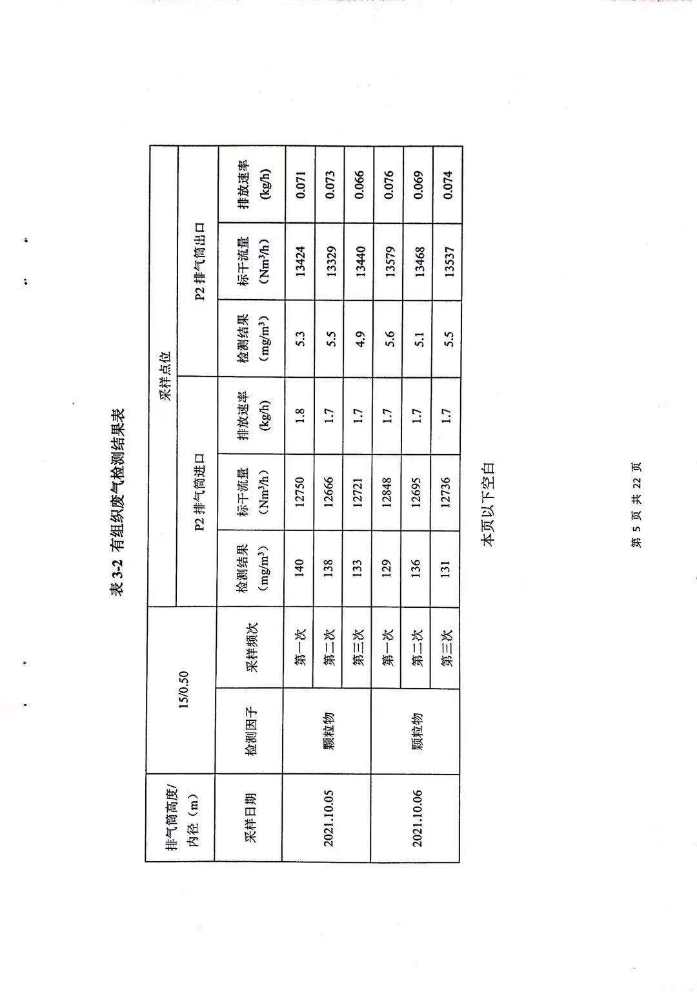 表 3-2 有组织废气检测结果表
排气筒高度/内径（m） 15/0.50 采样点位
P2 排气筒进口 P2 排气筒出口
采样日期 检测因子 采样频次 检测结果（mg/m³） 标干流量（Nm³/h） 排放速率(kg/h) 检测结果（mg/m³） 标干流量（Nm³/h） 排放速率(kg/h)
2021.10.05 颗粒物 第一次 140 12750 1.8 5.3 13424 0.071
第二次 138 12666 1.7 5.5 13329 0.073
第三次 133 12721 1.7 4.9 13440 0.066
2021.10.06 颗粒物 第一次 129 12848 1.7 5.6 13579 0.076
第二次 136 12695 1.7 5.1 13468 0.069
第三次 131 12736 1.7 5.5 13537 0.074
本页以下空白
第 5 页 共 22 页